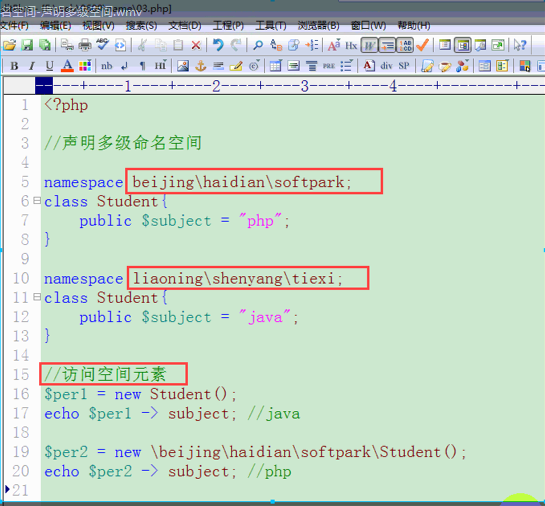 名空间-声明多级空间.wmv
03.php]
文件(F) 编辑(E) 视图(V) 搜索(S) 文档(D) 工程(P) 工具(T) 浏览器(B) 窗口(W) 帮助(H)
B I U A nb HI A div SP
1 2 3 4
1 <?php
2
3 //声明多级命名空间
4
5 namespace beijing\haidian\softpark;
6 class Student{
7 public $subject = "php";
8 }
9
10 namespace liaoning\shenyang\tiexi;
11 class Student{
12 public $subject = "java";
13 }
14
15 //访问空间元素
16 $per1 = new Student();
17 echo $per1 -> subject; //java
18
19 $per2 = new \beijing\haidian\softpark\Student();
20 echo $per2 -> subject; //php
21